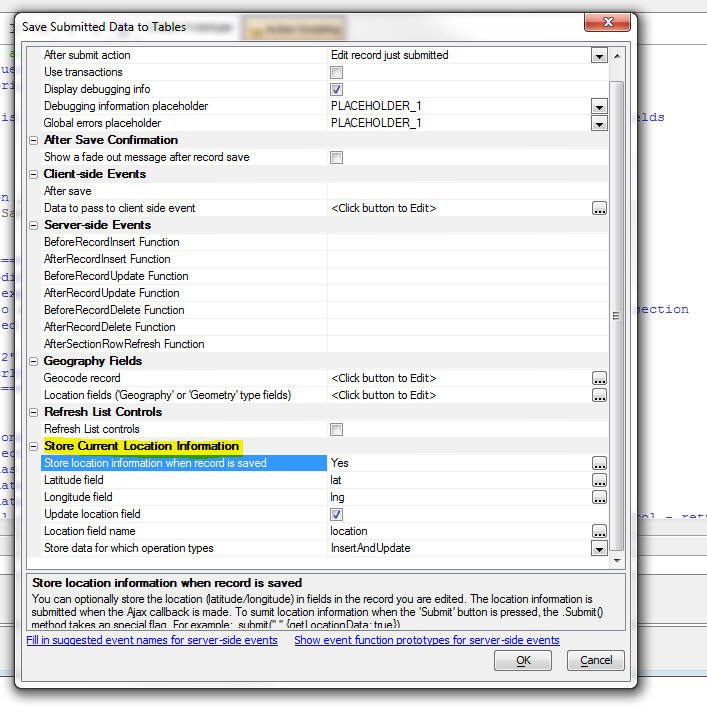 Save Submitted Data to Tables
After submit action Edit record just submitted
Use transactions
Display debugging info
Debugging information placeholder PLACEHOLDER_1
Global errors placeholder PLACEHOLDER_1
After Save Confirmation
Show a fade out message after record save
Client-side Events
After save
Data to pass to client side event <Click button to Edit>
Server-side Events
BeforeRecordInsert Function
AfterRecordInsert Function
BeforeRecordUpdate Function
AfterRecordUpdate Function
BeforeRecordDelete Function
AfterRecordDelete Function
AfterSectionRowRefresh Function
Geography Fields
Geocode record <Click button to Edit>
Location fields ('Geography' or 'Geometry' type fields) <Click button to Edit>
Refresh List Controls
Refresh List controls
Store Current Location Information
Store location information when record is saved Yes
Latitude field lat
Longitude field lng
Update location field
Location field name location
Store data for which operation types InsertAndUpdate
Store location information when record is saved
You can optionally store the location (latitude/longitude) in fields in the record you are edited. The location information is
submitted when the Ajax callback is made. To sumit location information when the 'Submit' button is pressed, the .Submit()
method takes an special flag. For example: .submit('' '' {getLocationData: true})
Fill in suggested event names for server-side events Show event function prototypes for server-side events
OK Cancel